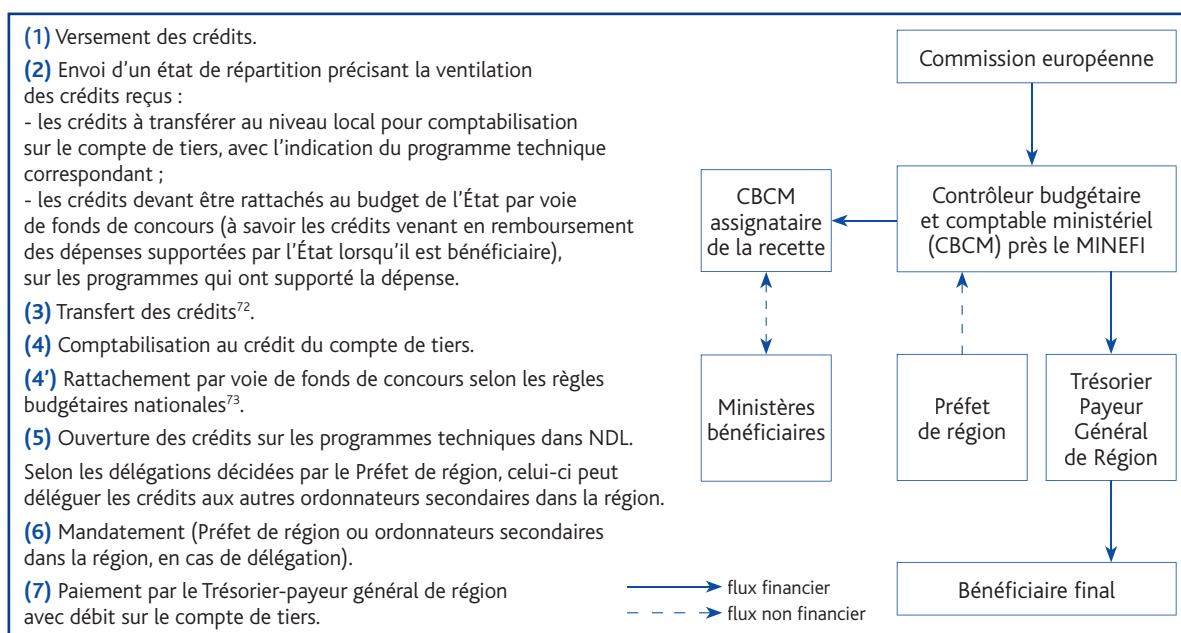 (1) Versement des crédits.
(2) Envoi d’un état de répartition précisant la ventilation
des crédits reçus :
- les crédits à transférer au niveau local pour comptabilisation
sur le compte de tiers, avec l’indication du programme technique
correspondant ;
- les crédits devant être rattachés au budget de l’État par voie
de fonds de concours (à savoir les crédits venant en remboursement
des dépenses supportées par l’État lorsqu’il est bénéficiaire),
sur les programmes qui ont supporté la dépense.
(3) Transfert des crédits⁷².
(4) Comptabilisation au crédit du compte de tiers.
(4’) Rattachement par voie de fonds de concours selon les règles
budgétaires nationales⁷³.
(5) Ouverture des crédits sur les programmes techniques dans NDL.
Selon les délégations décidées par le Préfet de région, celui-ci peut
déléguer les crédits aux autres ordonnateurs secondaires dans la région.
(6) Mandatement (Préfet de région ou ordonnateurs secondaires
dans la région, en cas de délégation).
(7) Paiement par le Trésorier-payeur général de région
avec débit sur le compte de tiers.
Commission européenne
CBCM
assignataire
de la recette
Contrôleur budgétaire
et comptable ministériel
(CBCM) près le MINEFI
Ministères
bénéficiaires
Préfet
de région
Trésorier
Payeur
Général
de Région
Bénéficiaire final
flux financier
flux non financier